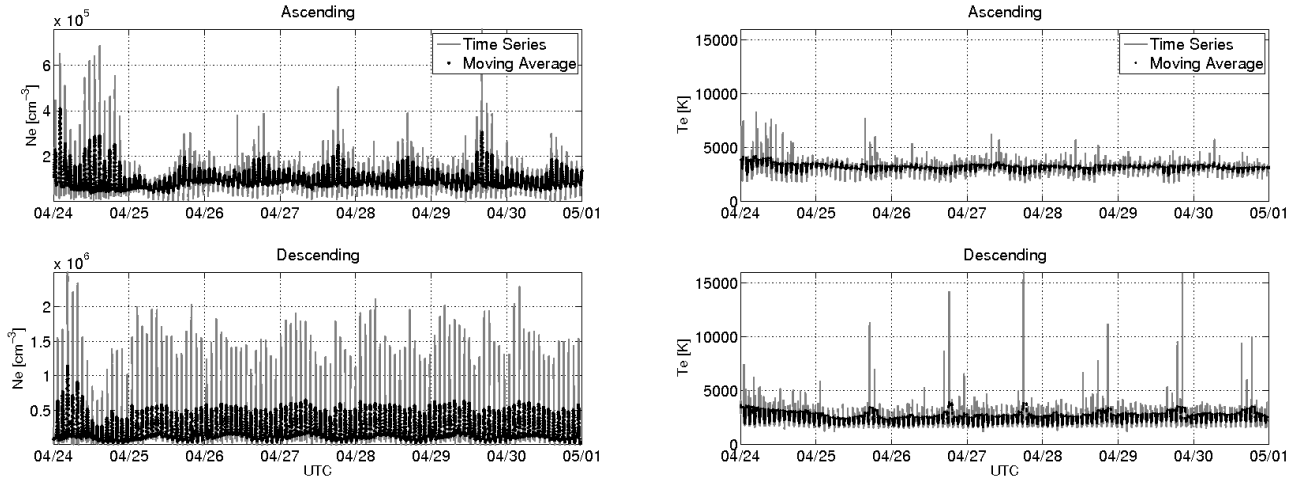 Ascending
x 10^5
Ne [cm^-3]
6
4
2
Time Series
Moving Average
04/24 04/25 04/26 04/27 04/28 04/29 04/30 05/01
Ascending
Te [K]
15000
10000
5000
0
Time Series
Moving Average
04/24 04/25 04/26 04/27 04/28 04/29 04/30 05/01
Descending
x 10^6
Ne [cm^-3]
2
1.5
1
0.5
04/24 04/25 04/26 04/27 04/28 04/29 04/30 05/01
UTC
Descending
Te [K]
15000
10000
5000
0
04/24 04/25 04/26 04/27 04/28 04/29 04/30 05/01
UTC